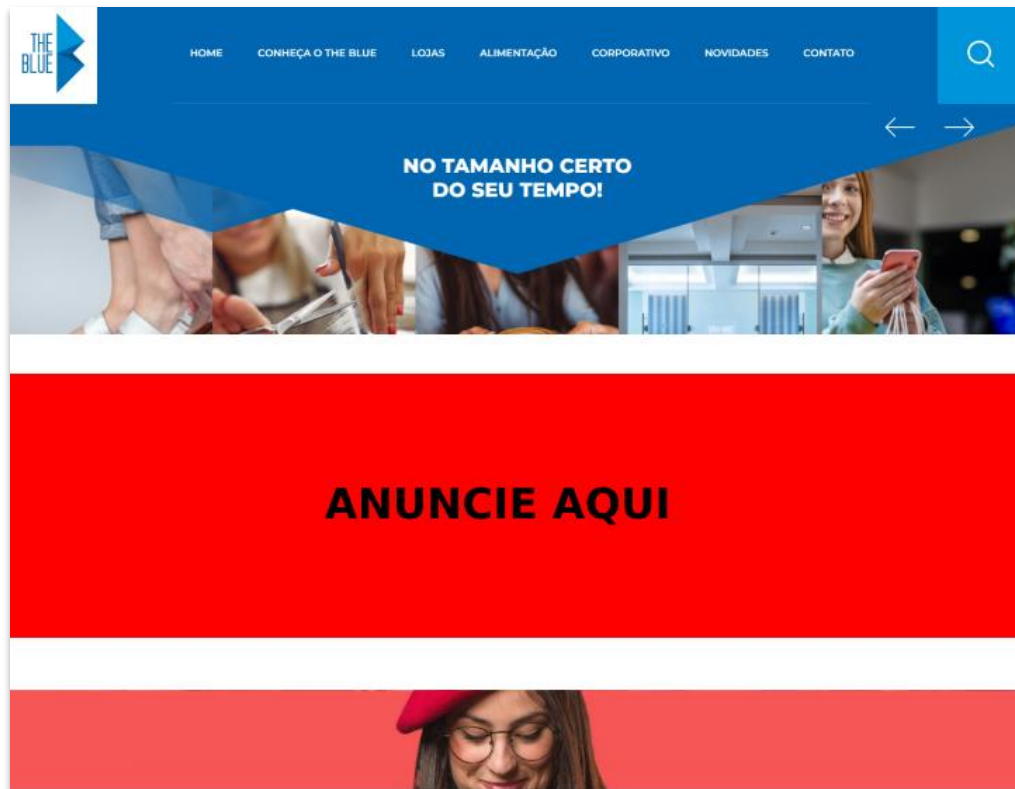 THE
BLUE
HOME CONHEÇA O THE BLUE LOJAS ALIMENTAÇÃO CORPORATIVO NOVIDADES CONTATO
NO TAMANHO CERTO
DO SEU TEMPO!
ANUNCIE AQUI